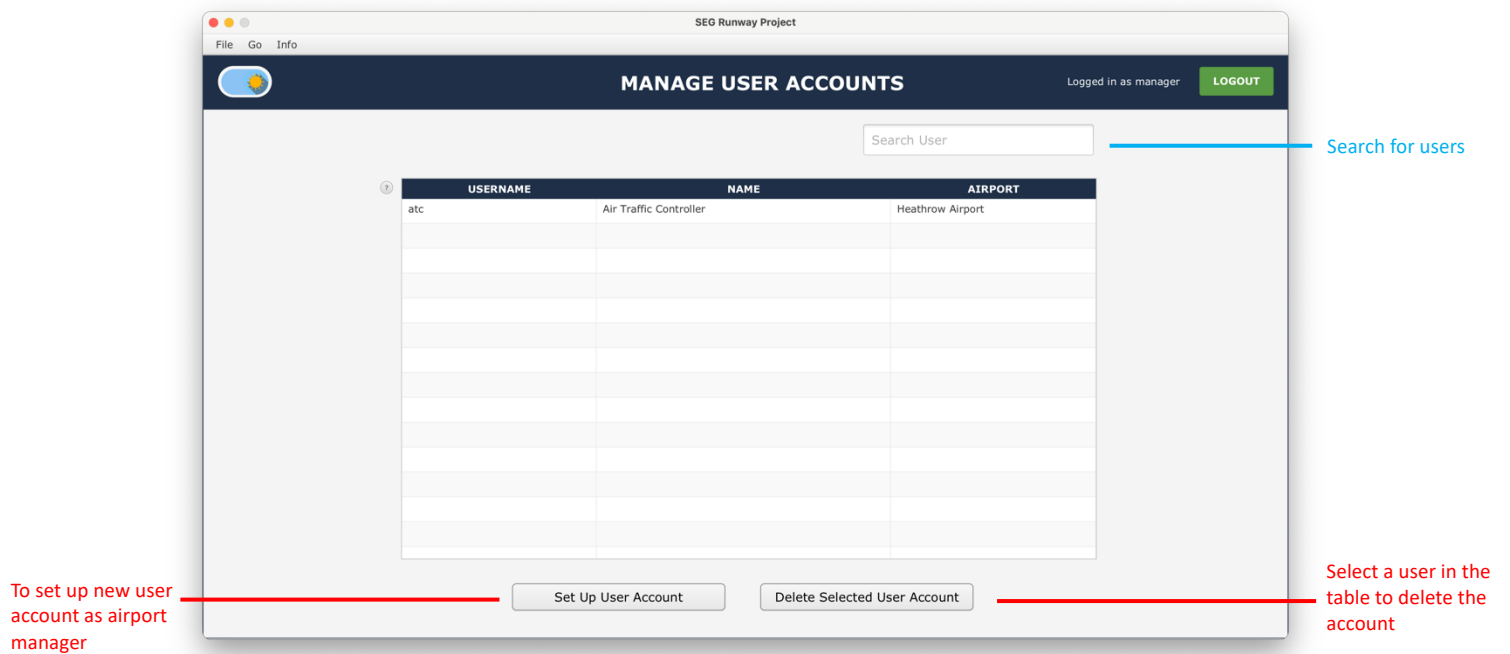 SEG Runway Project
File Go Info
MANAGE USER ACCOUNTS
Logged in as manager
LOGOUT
Search User
Search for users
?
USERNAME NAME AIRPORT
atc Air Traffic Controller Heathrow Airport
To set up new user
account as airport
manager
Set Up User Account
Delete Selected User Account
Select a user in the
table to delete the
account